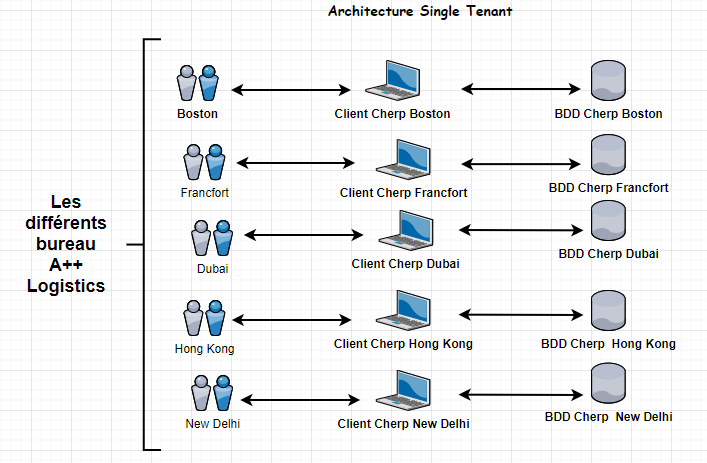 Architecture Single Tenant
Les
différents
bureau
A++
Logistics
Boston
Client Cherp Boston
BDD Cherp Boston
Francfort
Client Cherp Francfort
BDD Cherp Francfort
Dubai
Client Cherp Dubai
BDD Cherp Dubai
Hong Kong
Client Cherp Hong Kong
BDD Cherp Hong Kong
New Delhi
Client Cherp New Delhi
BDD Cherp New Delhi